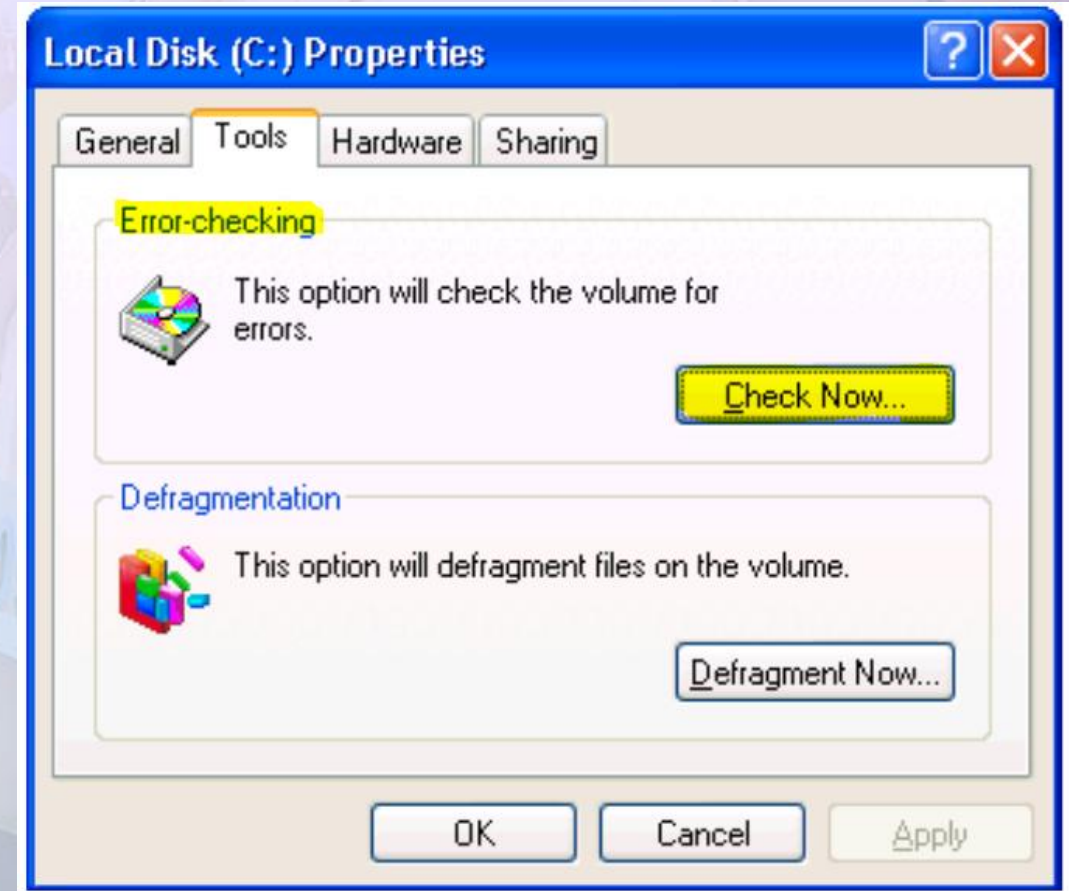 Local Disk (C:) Properties
General Tools Hardware Sharing
Error-checking
This option will check the volume for
errors.
Check Now...
Defragmentation
This option will defragment files on the volume.
Defragment Now...
OK Cancel Apply